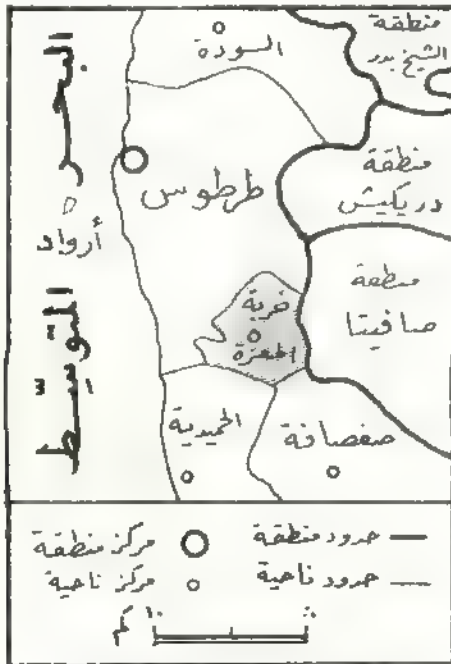 منطقة
الشيخ بدر
السودة
البحر
منطقة
دريكيش
طرطوس
أرواد
منطقة
صافيتا
خربة
المعزة
المتوسّط
الحميدية
صفصافة
حدود منطقة
مركز منطقة
حدود ناحية
مركز ناحية
١٠ كم